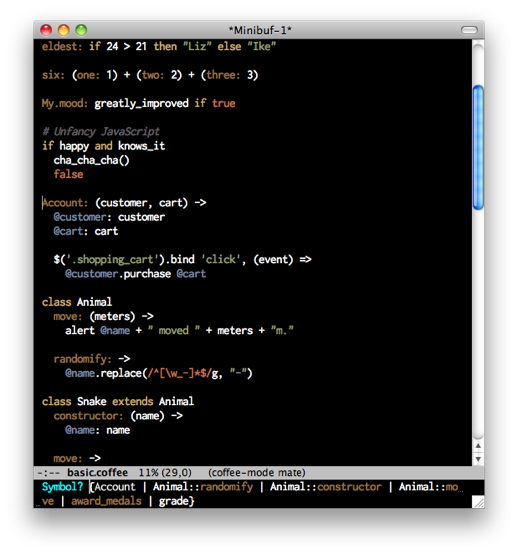 *Minibuf-1*
eldest: if 24 > 21 then "Liz" else "Ike"
six: (one: 1) + (two: 2) + (three: 3)
My.mood: greatly_improved if true
# Unfancy JavaScript
if happy and knows_it
  cha_cha_cha()
  false
Account: (customer, cart) ->
  @customer: customer
  @cart: cart
  $('.shopping_cart').bind 'click', (event) =>
    @customer.purchase @cart
class Animal
  move: (meters) ->
    alert @name + " moved " + meters + "m."
  randomify: ->
    @name.replace(/^[\w_-]*$/g, "-")
class Snake extends Animal
  constructor: (name) ->
    @name: name
  move: ->
-:-- basic.coffee 11% (29,0) (coffee-mode mate)
Symbol? {Account | Animal::randomify | Animal::constructor | Animal::mo
ve | award_medals | grade}